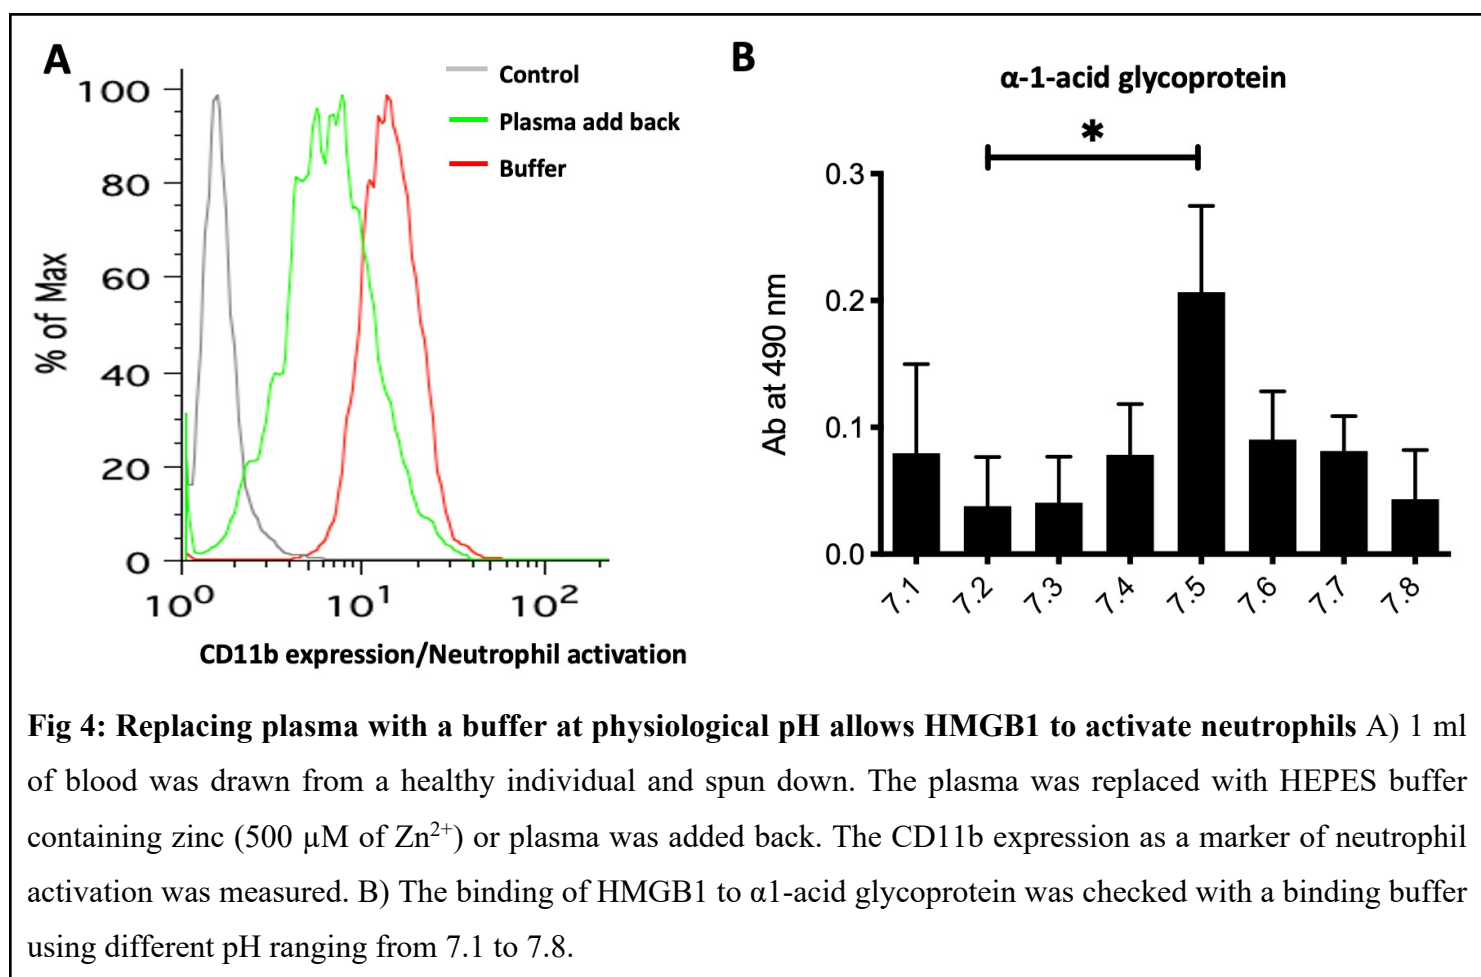 A
Control
Plasma add back
Buffer
% of Max
100
80
60
40
20
0
10⁰
10¹
10²
CD11b expression/Neutrophil activation
B
α-1-acid glycoprotein
*
Ab at 490 nm
0.3
0.2
0.1
0.0
7.1
7.2
7.3
7.4
7.5
7.6
7.7
7.8
Fig 4: Replacing plasma with a buffer at physiological pH allows HMGB1 to activate neutrophils A) 1 ml
of blood was drawn from a healthy individual and spun down. The plasma was replaced with HEPES buffer
containing zinc (500 µM of Zn²⁺) or plasma was added back. The CD11b expression as a marker of neutrophil
activation was measured. B) The binding of HMGB1 to α1-acid glycoprotein was checked with a binding buffer
using different pH ranging from 7.1 to 7.8.